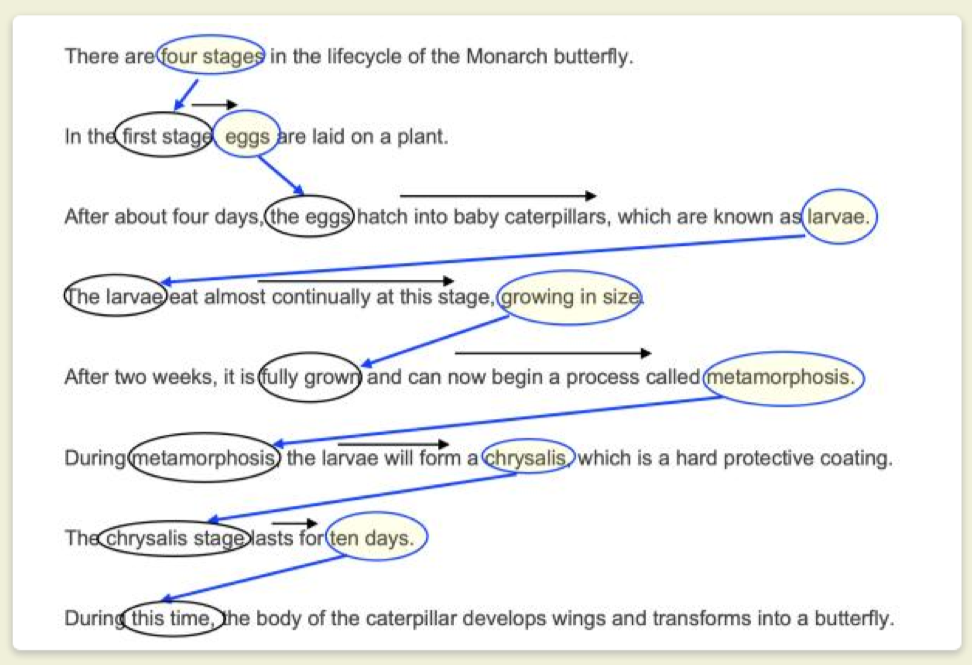 There are four stages in the lifecycle of the Monarch butterfly.
In the first stage, eggs are laid on a plant.
After about four days, the eggs hatch into baby caterpillars, which are known as larvae.
The larvae eat almost continually at this stage, growing in size.
After two weeks, it is fully grown and can now begin a process called metamorphosis.
During metamorphosis, the larvae will form a chrysalis, which is a hard protective coating.
The chrysalis stage lasts for ten days.
During this time, the body of the caterpillar develops wings and transforms into a butterfly.